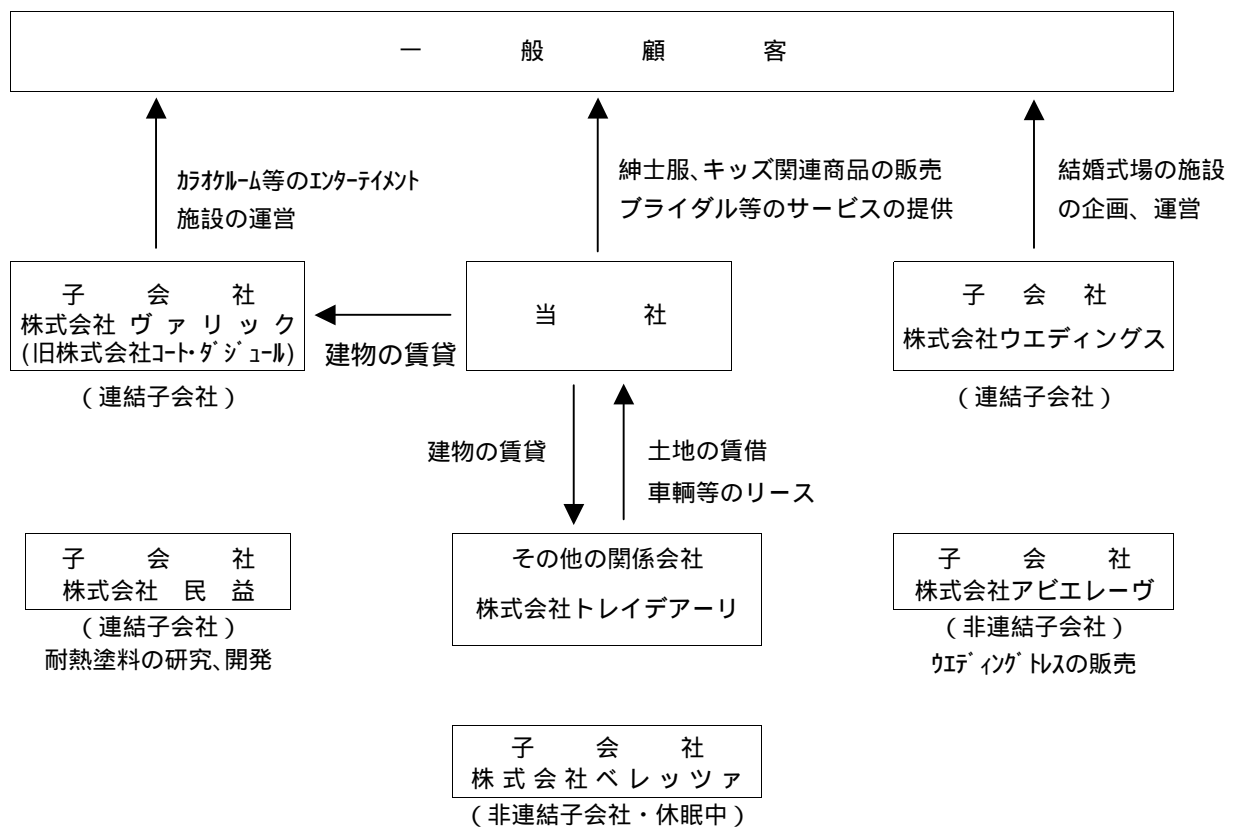 一般顧客
カラオケルーム等のエンターテイメント
施設の運営
紳士服、キッズ関連商品の販売
ブライダル等のサービスの提供
結婚式場の施設
の企画、運営
子会社
株式会社ヴァリック
(旧株式会社コート・ダジュール)
(連結子会社)
建物の賃貸
当社
子会社
株式会社ウエディングス
(連結子会社)
建物の賃貸
土地の賃借
車輌等のリース
子会社
株式会社 民益
(連結子会社)
耐熱塗料の研究、開発
その他の関係会社
株式会社トレイデアーリ
子会社
株式会社アビエレーヴ
(非連結子会社)
ウエディングドレスの販売
子会社
株式会社ベレッツァ
(非連結子会社・休眠中)